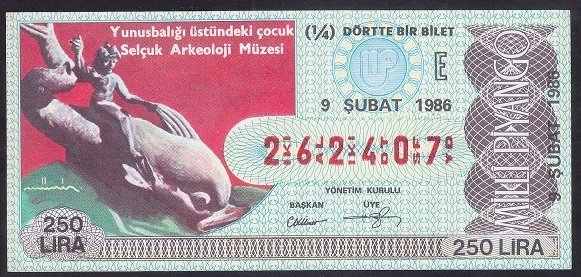 Yunusbalığı üstündeki çocuk
Selçuk Arkeoloji Müzesi
(¼) DÖRTTE BİR BİLET
E
9 ŞUBAT 1986
262407
YÖNETİM KURULU
BAŞKAN ÜYE
250
LİRA
250 LİRA
MİLLİ PİYANGO
9 ŞUBAT 1986